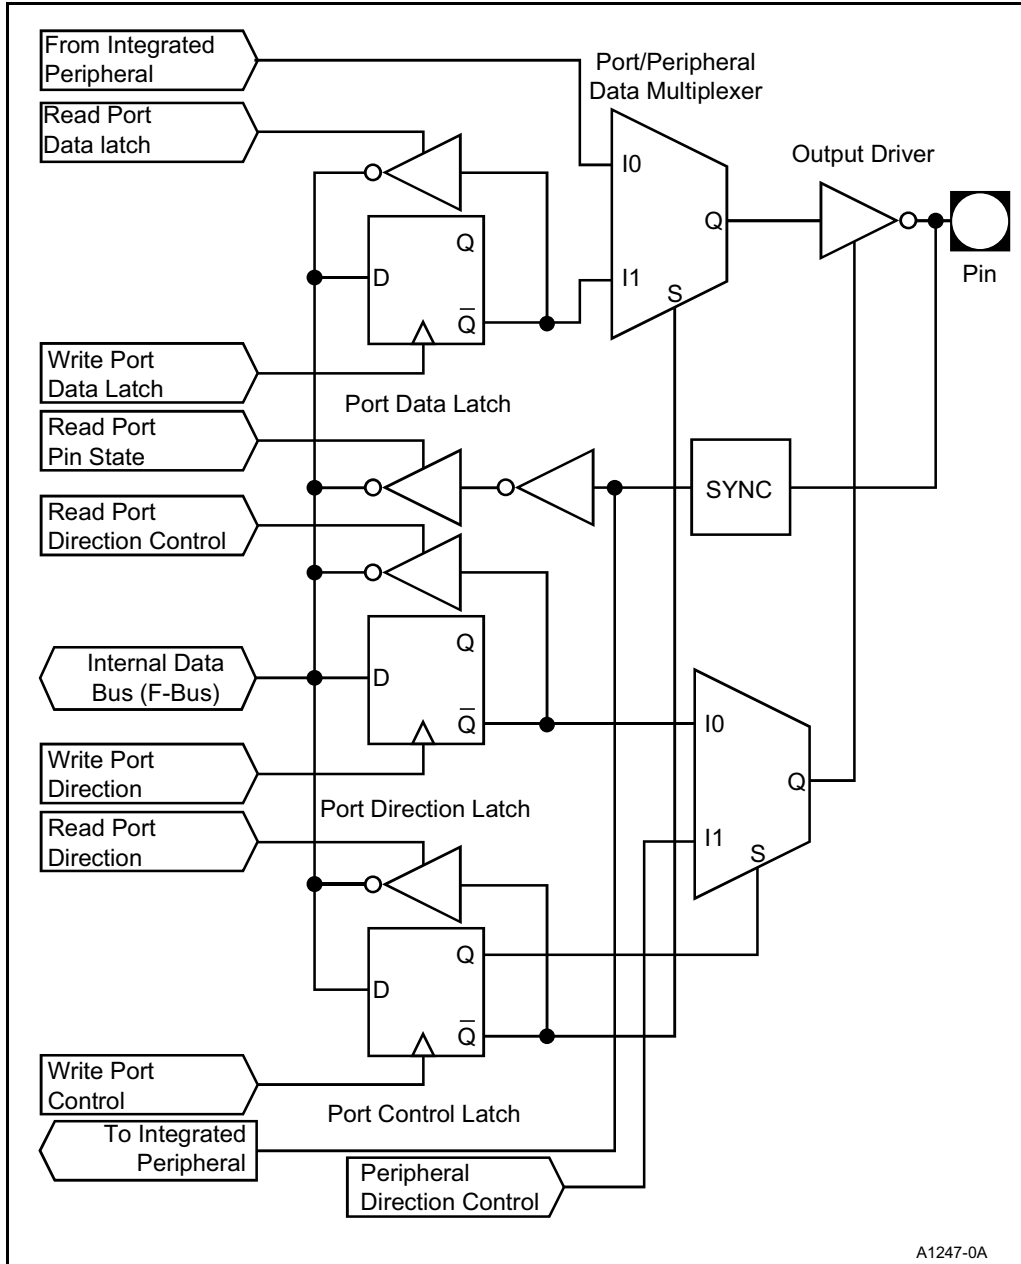 From Integrated
Peripheral
Port/Peripheral
Data Multiplexer
Read Port
Data latch
Output Driver
I0
Q
Q
D
I1
S
Pin
Q̅
Write Port
Data Latch
Port Data Latch
Read Port
Pin State
SYNC
Read Port
Direction Control
Q
Internal Data
Bus (F-Bus)
D
Q̅
I0
Write Port
Direction
Q
Port Direction Latch
Read Port
Direction
I1
S
Q
D
Q̅
Write Port
Control
Port Control Latch
To Integrated
Peripheral
Peripheral
Direction Control
A1247-0A